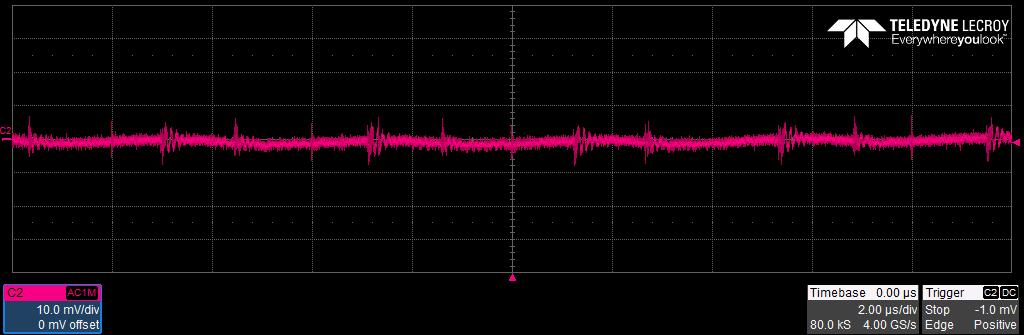 TELEDYNE LECROY
Everywhereyoulook™
C2
C2 AC1M
10.0 mV/div
0 mV offset
Timebase 0.00 µs
2.00 µs/div
80.0 kS 4.00 GS/s
Trigger C2 DC
Stop -1.0 mV
Edge Positive